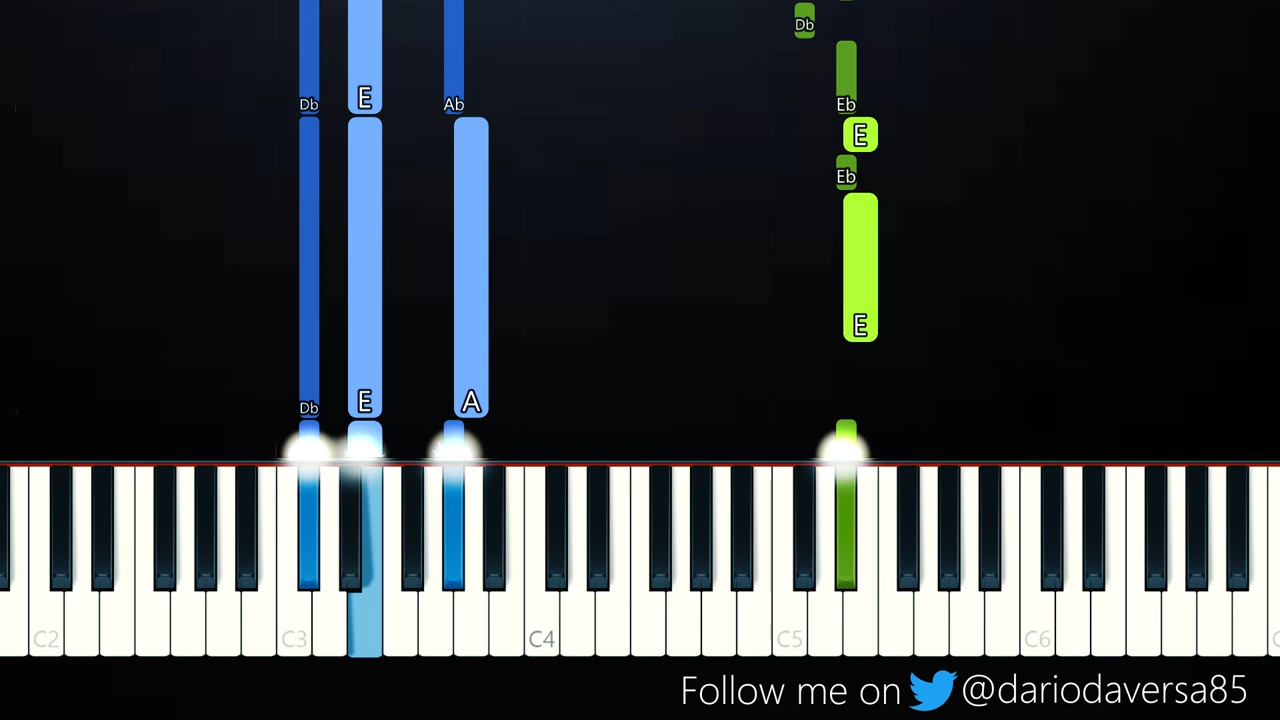 Db
E
Ab
Db
Eb
E
Eb
E
Db
E
A
C2
C3
C4
C5
C6
Follow me on @dariodaversa85